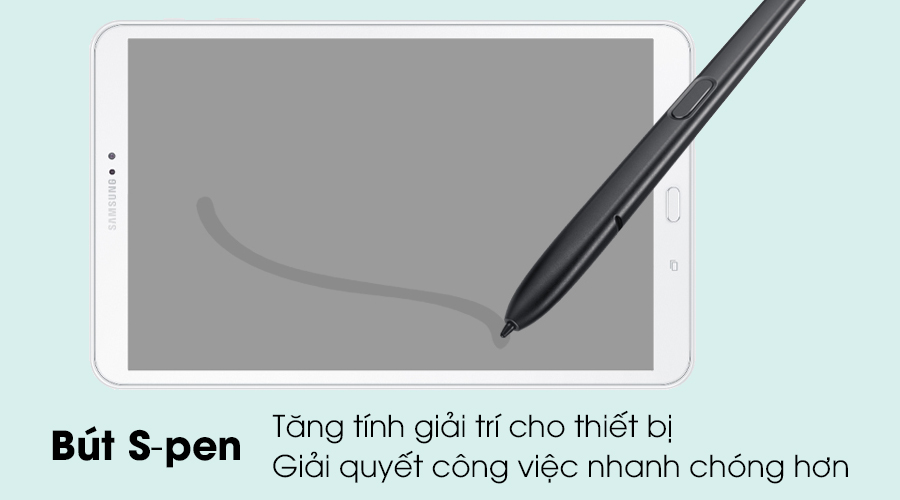 SAMSUNG
Bút S-pen
Tăng tính giải trí cho thiết bị
Giải quyết công việc nhanh chóng hơn